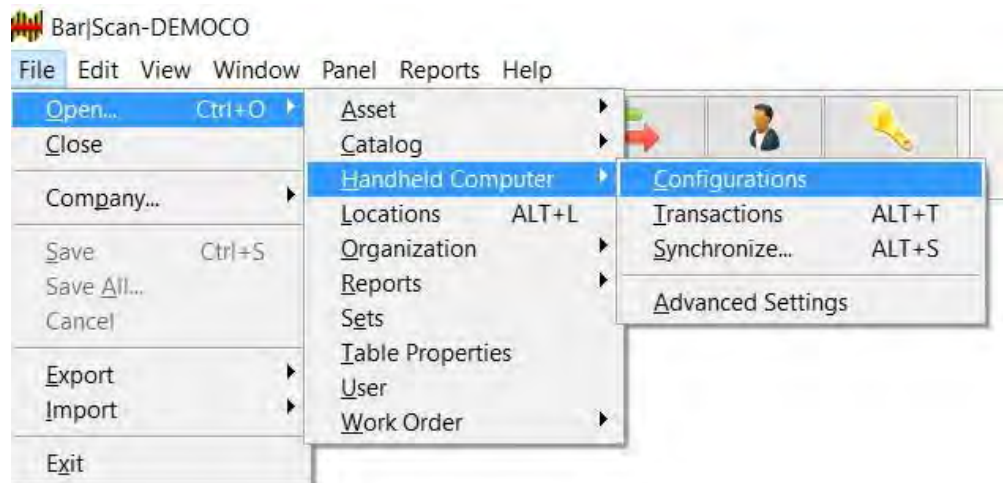 Bar|Scan-DEMOCO
File Edit View Window Panel Reports Help
Open... Ctrl+O
Close
Company...
Save Ctrl+S
Save All...
Cancel
Export
Import
Exit
Asset
Catalog
Handheld Computer
Locations ALT+L
Organization
Reports
Sets
Table Properties
User
Work Order
Configurations
Transactions ALT+T
Synchronize... ALT+S
Advanced Settings